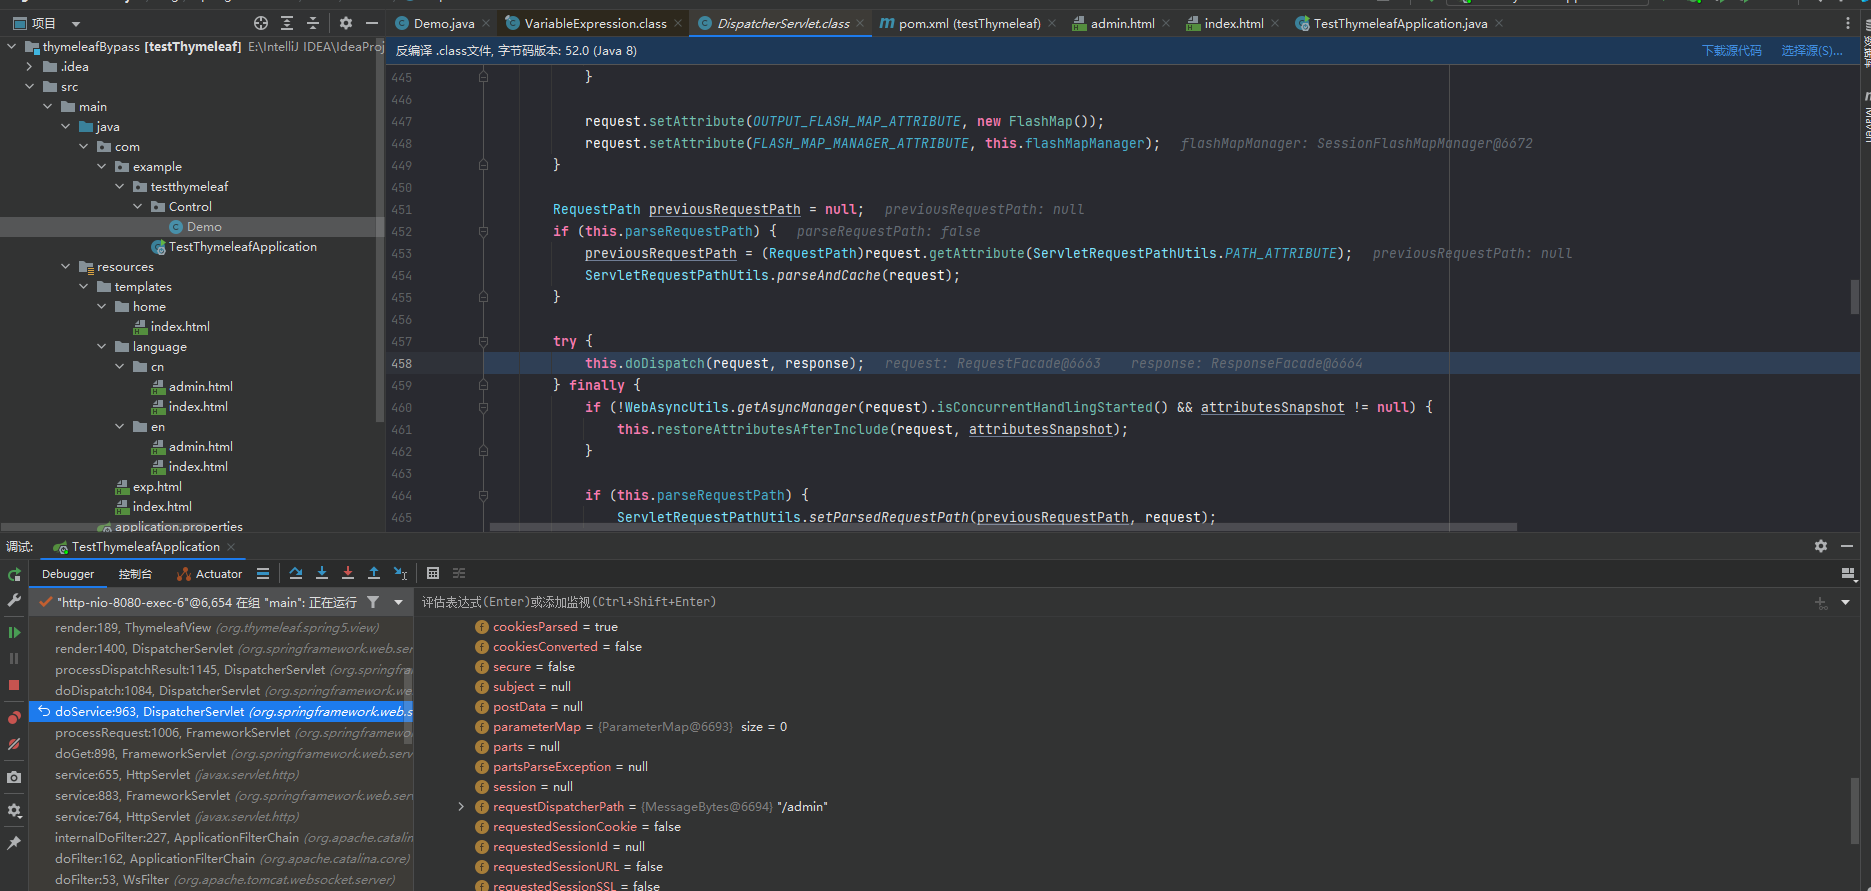 项目
Demo.java
VariableExpression.class
DispatcherServlet.class
pom.xml (testThymeleaf)
admin.html
index.html
TestThymeleafApplication.java
thymeleafBypass [testThymeleaf] E:\IntelliJ IDEA\IdeaProj
.idea
src
main
java
com
example
testthymeleaf
Control
Demo
TestThymeleafApplication
resources
templates
home
index.html
language
cn
admin.html
index.html
en
admin.html
index.html
exp.html
index.html
application.properties
反编译 .class文件, 字节码版本: 52.0 (Java 8)
下载源代码 选择源(S)...
445 }
446
447 request.setAttribute(OUTPUT_FLASH_MAP_ATTRIBUTE, new FlashMap());
448 request.setAttribute(FLASH_MAP_MANAGER_ATTRIBUTE, this.flashMapManager); flashMapManager: SessionFlashMapManager@6672
449 }
450
451 RequestPath previousRequestPath = null; previousRequestPath: null
452 if (this.parseRequestPath) { parseRequestPath: false
453 previousRequestPath = (RequestPath)request.getAttribute(ServletRequestPathUtils.PATH_ATTRIBUTE); previousRequestPath: null
454 ServletRequestPathUtils.parseAndCache(request);
455 }
456
457 try {
458 this.doDispatch(request, response); request: RequestFacade@6663 response: ResponseFacade@6664
459 } finally {
460 if (!WebAsyncUtils.getAsyncManager(request).isConcurrentHandlingStarted() && attributesSnapshot != null) {
461 this.restoreAttributesAfterInclude(request, attributesSnapshot);
462 }
463
464 if (this.parseRequestPath) {
465 ServletRequestPathUtils.setParsedRequestPath(previousRequestPath, request);
Maven
调试: TestThymeleafApplication
Debugger 控制台 Actuator
"http-nio-8080-exec-6"@6,654 在组 "main": 正在运行
render:189, ThymeleafView (org.thymeleaf.spring5.view)
render:1400, DispatcherServlet (org.springframework.web.ser
processDispatchResult:1145, DispatcherServlet (org.springfra
doDispatch:1084, DispatcherServlet (org.springframework.we
doService:963, DispatcherServlet (org.springframework.web.s
processRequest:1006, FrameworkServlet (org.springframewo
doGet:898, FrameworkServlet (org.springframework.web.serv
service:655, HttpServlet (javax.servlet.http)
service:883, FrameworkServlet (org.springframework.web.ser
service:764, HttpServlet (javax.servlet.http)
internalDoFilter:227, ApplicationFilterChain (org.apache.catalin
doFilter:162, ApplicationFilterChain (org.apache.catalina.core)
doFilter:53, WsFilter (org.apache.tomcat.websocket.server)
评估表达式(Enter)或添加监视(Ctrl+Shift+Enter)
cookiesParsed = true
cookiesConverted = false
secure = false
subject = null
postData = null
parameterMap = {ParameterMap@6693} size = 0
parts = null
partsParseException = null
session = null
requestDispatcherPath = {MessageBytes@6694} "/admin"
requestedSessionCookie = false
requestedSessionId = null
requestedSessionURL = false
requestedSessionSSL = false